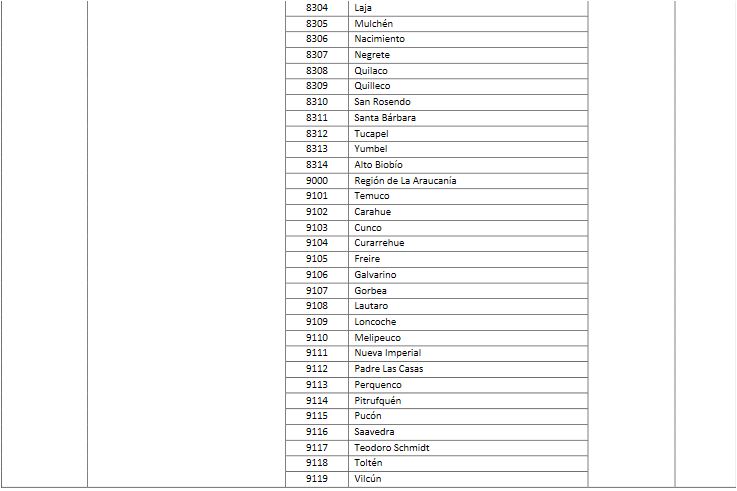 8304 Laja
8305 Mulchén
8306 Nacimiento
8307 Negrete
8308 Quilaco
8309 Quilleco
8310 San Rosendo
8311 Santa Bárbara
8312 Tucapel
8313 Yumbel
8314 Alto Biobío
9000 Región de La Araucanía
9101 Temuco
9102 Carahue
9103 Cunco
9104 Curarrehue
9105 Freire
9106 Galvarino
9107 Gorbea
9108 Lautaro
9109 Loncoche
9110 Melipeuco
9111 Nueva Imperial
9112 Padre Las Casas
9113 Perquenco
9114 Pitrufquén
9115 Pucón
9116 Saavedra
9117 Teodoro Schmidt
9118 Toltén
9119 Vilcún